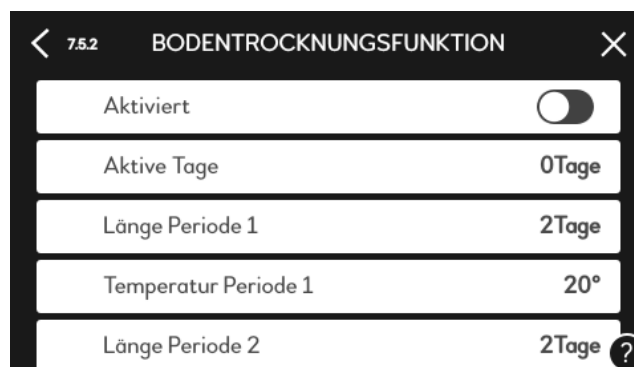 7.5.2 BODENTROCKNUNGSFUNKTION
Aktiviert
Aktive Tage 0Tage
Länge Periode 1 2Tage
Temperatur Periode 1 20°
Länge Periode 2 2Tage ?